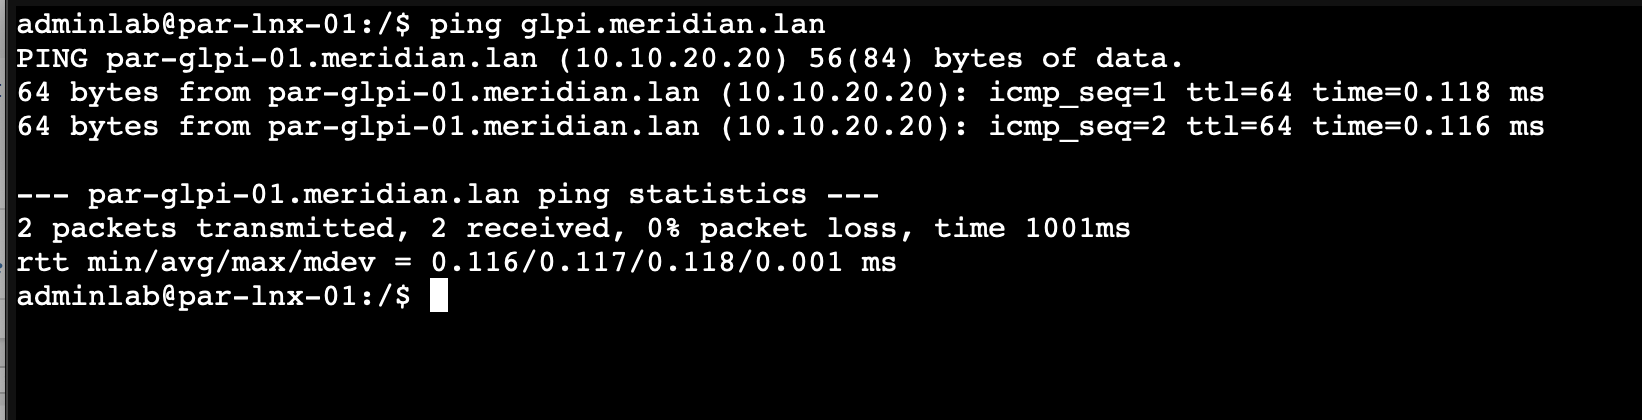 adminlab@par-lnx-01:/$ ping glpi.meridian.lan
PING par-glpi-01.meridian.lan (10.10.20.20) 56(84) bytes of data.
64 bytes from par-glpi-01.meridian.lan (10.10.20.20): icmp_seq=1 ttl=64 time=0.118 ms
64 bytes from par-glpi-01.meridian.lan (10.10.20.20): icmp_seq=2 ttl=64 time=0.116 ms

--- par-glpi-01.meridian.lan ping statistics ---
2 packets transmitted, 2 received, 0% packet loss, time 1001ms
rtt min/avg/max/mdev = 0.116/0.117/0.118/0.001 ms
adminlab@par-lnx-01:/$